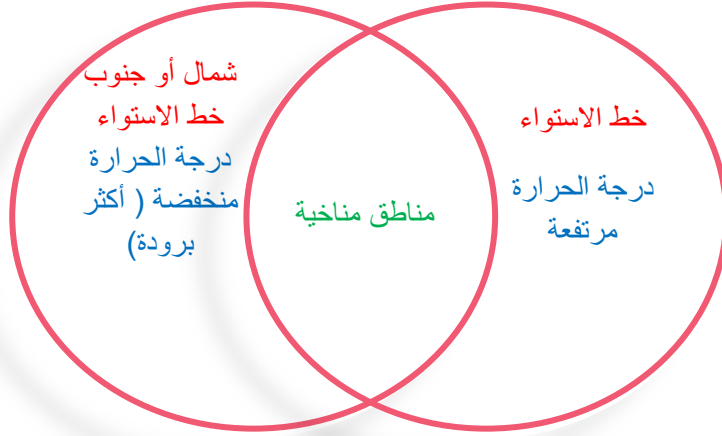 خط الاستواء
درجة الحرارة
مرتفعة
مناطق مناخية
شمال أو جنوب
خط الاستواء
درجة الحرارة
منخفضة ( أكثر
برودة)